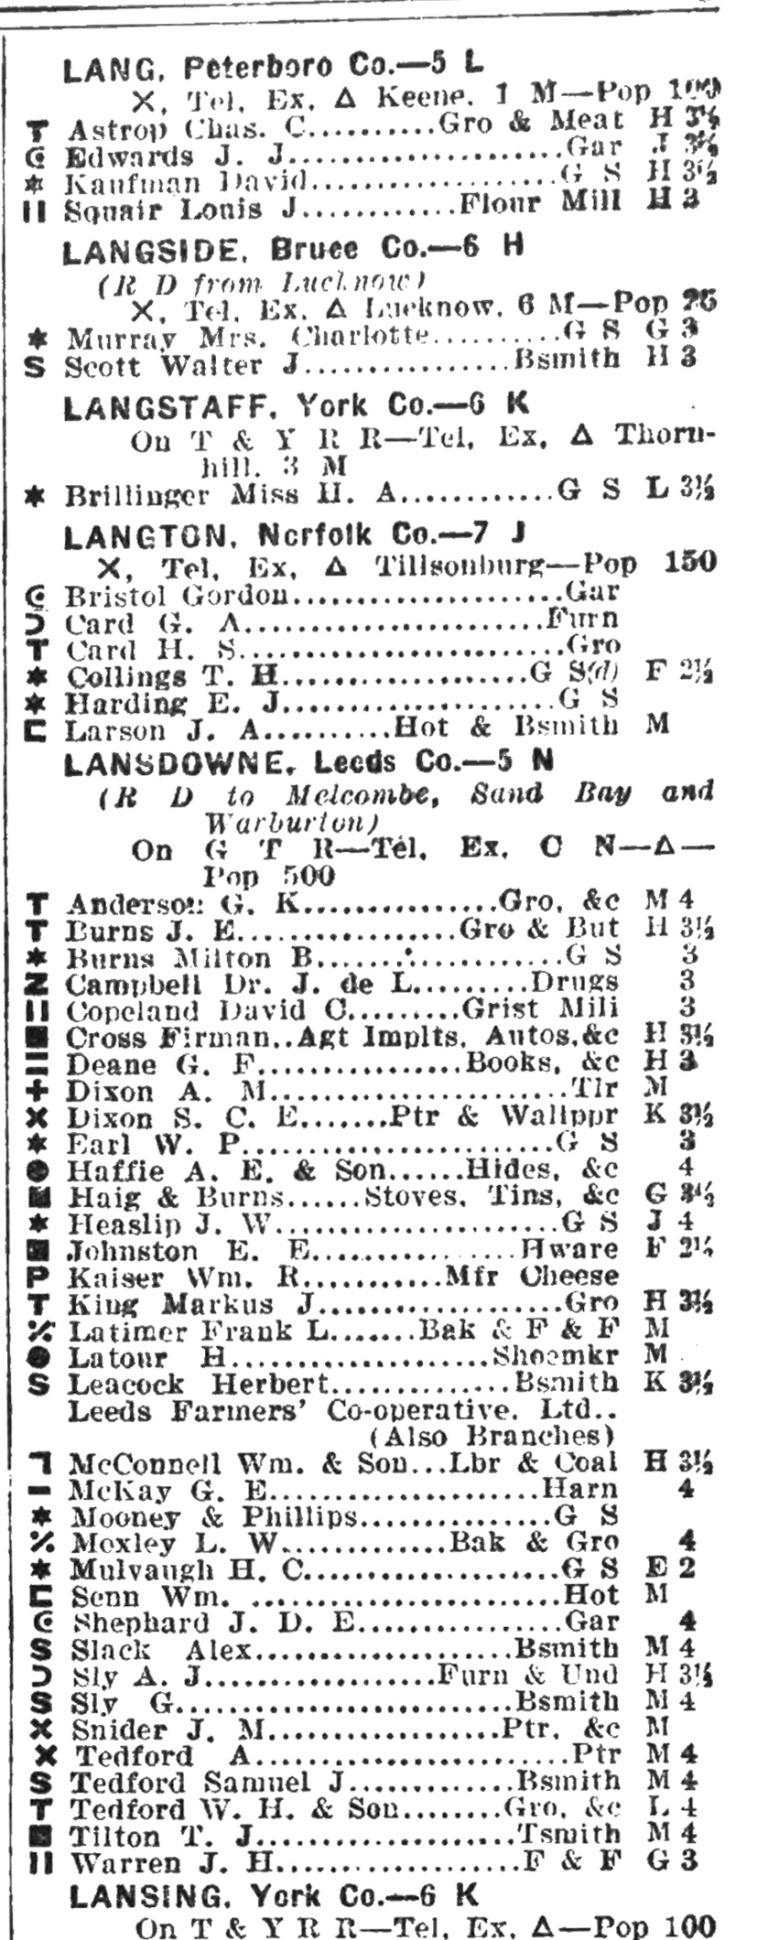 LANG, Peterboro Co.—5 L
X, Tel, Ex, Δ Keene, 1 M—Pop 100
T Astrop Chas. C..........Gro & Meat H 3½
Edwards J. J......................Gar J 3½
* Kaufman David....................G S H 3½
Squair Louis J............Flour Mill H 3
LANGSIDE, Bruce Co.—6 H
(R D from Lucknow)
X, Tel, Ex, Δ Lucknow, 6 M—Pop 25
* Murray Mrs. Charlotte..........G S G 3
S Scott Walter J................Bsmith H 3
LANGSTAFF, York Co.—6 K
On T & Y R R—Tel, Ex, Δ Thorn-
hill, 3 M
* Brillinger Miss H. A............G S L 3½
LANGTON, Norfolk Co.—7 J
X, Tel, Ex, Δ Tillsonburg—Pop 150
Bristol Gordon......................Gar
Card G. A........................Furn
T Card H. S..........................Gro
* Collings T. H...................G S(d) F 2½
* Harding E. J......................G S
Larson J. A..........Hot & Bsmith M
LANSDOWNE, Leeds Co.—5 N
(R D to Melcombe, Sand Bay and
Warburton)
On G T R—Tel, Ex, C N—Δ—
Pop 500
T Anderson G. K................Gro, &c M 4
T Burns J. E..................Gro & But H 3½
* Burns Milton B....................G S 3
Z Campbell Dr. J. de L.........Drugs 3
Copeland David C.........Grist Mill 3
■ Cross Firman..Agt Implts, Autos,&c H 3½
= Deane G. F................Books, &c H 3
+ Dixon A. M.......................Tlr M
X Dixon S. C. E.......Ptr & Wallppr K 3½
* Earl W. P.........................G S 3
● Haffie A. E. & Son......Hides, &c 4
Haig & Burns......Stoves, Tins, &c G 3½
* Heaslip J. W......................G S J 4
Johnston E. E................Hware F 2½
P Kaiser Wm. R...........Mfr Cheese
T King Markus J...................Gro H 3½
Latimer Frank L.......Bak & F & F M
● Latour H.....................Shoemkr M
S Leacock Herbert..............Bsmith K 3½
Leeds Farmers' Co-operative, Ltd..
(Also Branches)
McConnell Wm. & Son...Lbr & Coal H 3½
– McKay G. E.....................Harn 4
* Mooney & Phillips...............G S
Moxley L. W.............Bak & Gro 4
* Mulvaugh H. C....................G S E 2
Senn Wm. ........................Hot M
Shephard J. D. E................Gar 4
S Slack Alex....................Bsmith M 4
Sly A. J..................Furn & Und H 3½
S Sly G..........................Bsmith M 4
X Snider J. M..................Ptr, &c M
X Tedford A.........................Ptr M 4
S Tedford Samuel J.............Bsmith M 4
T Tedford W. H. & Son........Gro, &c L 4
■ Tilton T. J....................Tsmith M 4
Warren J. H...................F & F G 3
LANSING, York Co.—6 K
On T & Y R R—Tel, Ex, Δ—Pop 100